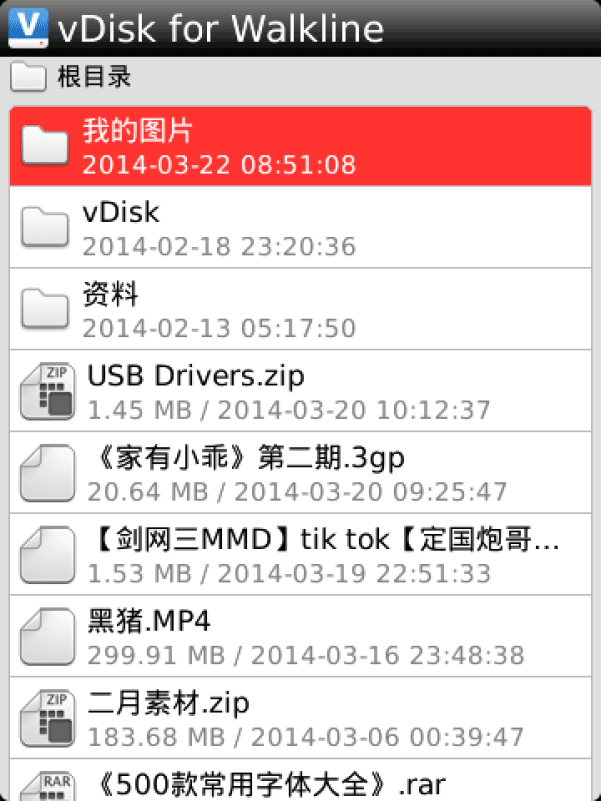 V
vDisk for Walkline
根目录
我的图片
2014-03-22 08:51:08
vDisk
2014-02-18 23:20:36
资料
2014-02-13 05:17:50
ZIP
USB Drivers.zip
1.45 MB / 2014-03-20 10:12:37
《家有小乖》第二期.3gp
20.64 MB / 2014-03-20 09:25:47
【剑网三MMD】tik tok【定国炮哥...
1.53 MB / 2014-03-19 22:51:33
黑猪.MP4
299.91 MB / 2014-03-16 23:48:38
ZIP
二月素材.zip
183.68 MB / 2014-03-06 00:39:47
RAR
《500款常用字体大全》.rar